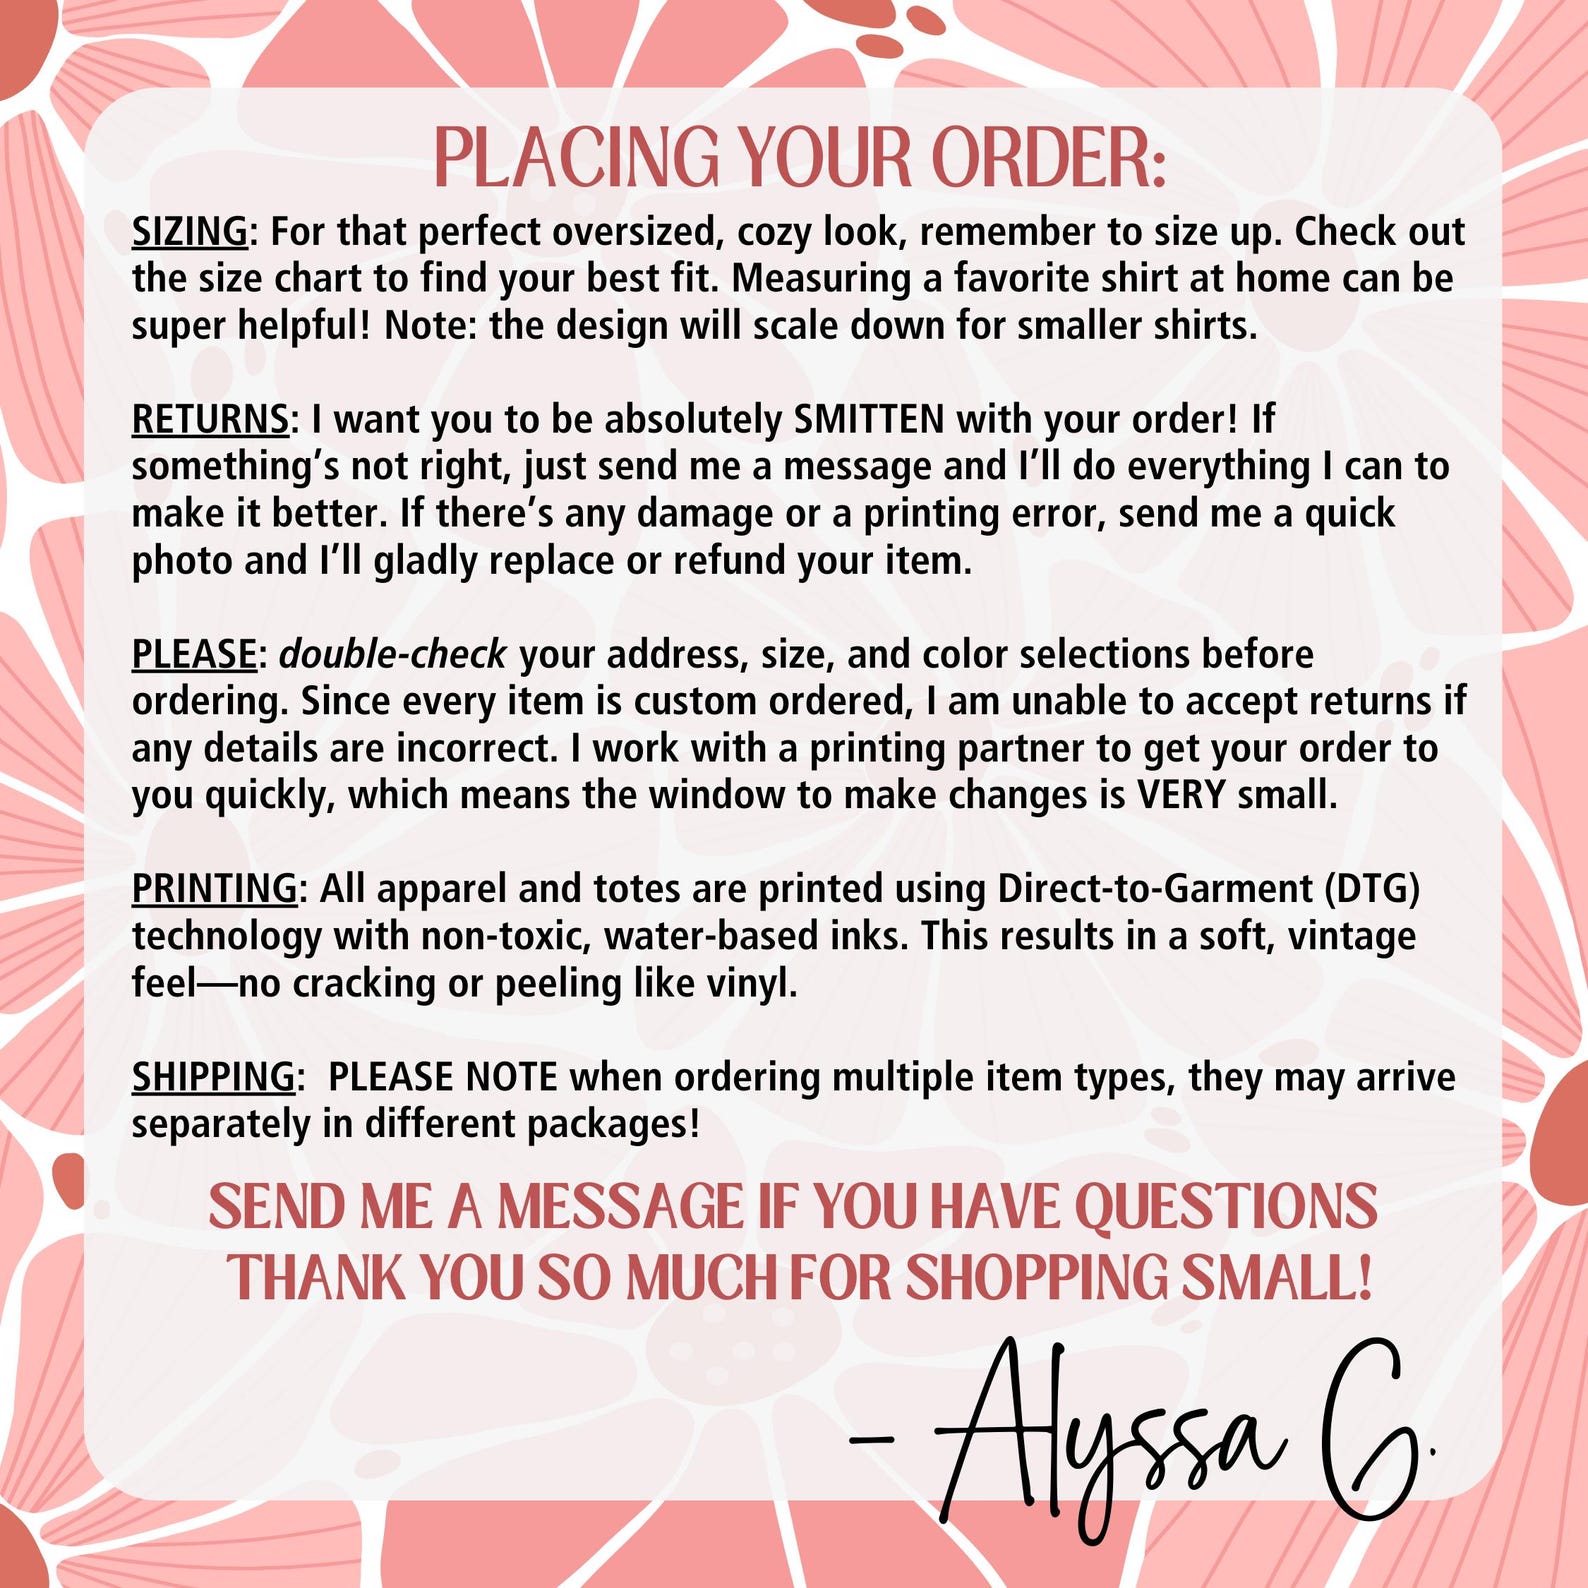 PLACING YOUR ORDER:
SIZING: For that perfect oversized, cozy look, remember to size up. Check out
the size chart to find your best fit. Measuring a favorite shirt at home can be
super helpful! Note: the design will scale down for smaller shirts.
RETURNS: I want you to be absolutely SMITTEN with your order! If
something’s not right, just send me a message and I’ll do everything I can to
make it better. If there’s any damage or a printing error, send me a quick
photo and I’ll gladly replace or refund your item.
PLEASE: double-check your address, size, and color selections before
ordering. Since every item is custom ordered, I am unable to accept returns if
any details are incorrect. I work with a printing partner to get your order to
you quickly, which means the window to make changes is VERY small.
PRINTING: All apparel and totes are printed using Direct-to-Garment (DTG)
technology with non-toxic, water-based inks. This results in a soft, vintage
feel—no cracking or peeling like vinyl.
SHIPPING:  PLEASE NOTE when ordering multiple item types, they may arrive
separately in different packages!
SEND ME A MESSAGE IF YOU HAVE QUESTIONS
THANK YOU SO MUCH FOR SHOPPING SMALL!
- Alyssa G.